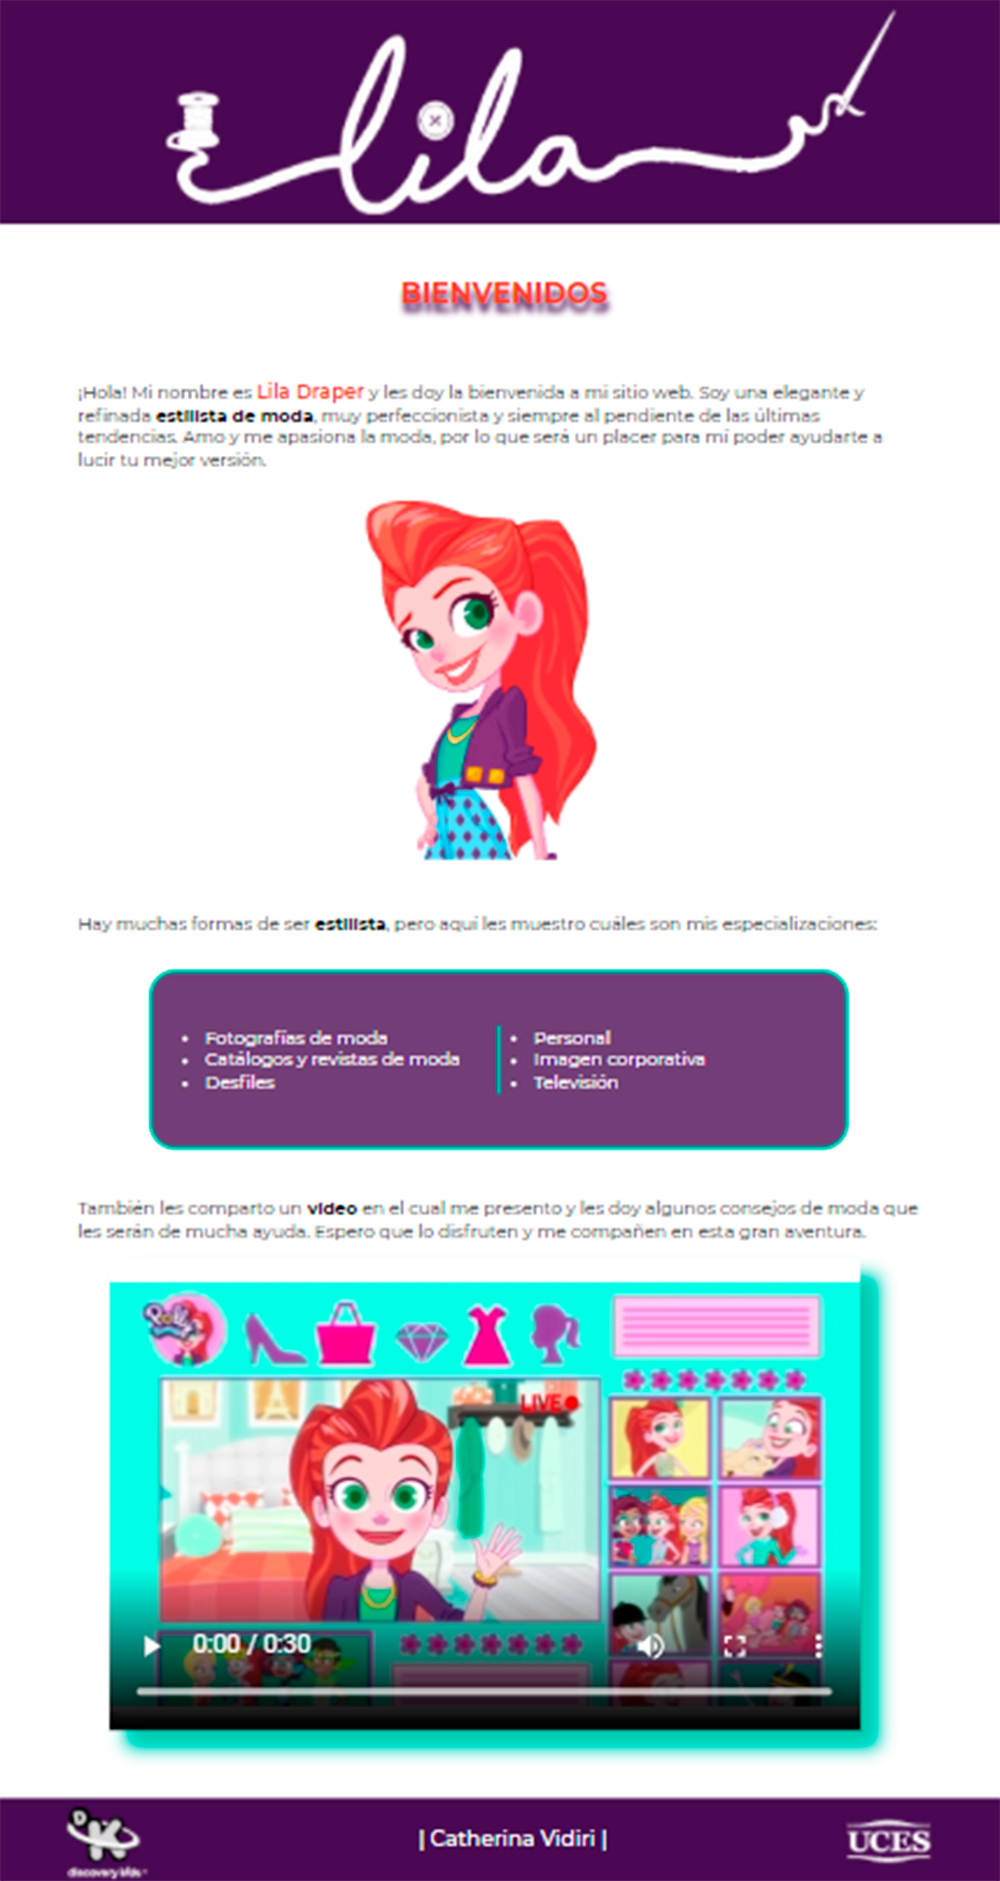 lila
BIENVENIDOS
¡Hola! Mi nombre es Lila Draper y les doy la bienvenida a mi sitio web. Soy una elegante y
refinada estilista de moda, muy perfeccionista y siempre al pendiente de las últimas
tendencias. Amo y me apasiona la moda, por lo que será un placer para mí poder ayudarte a
lucir tu mejor versión.
Hay muchas formas de ser estilista, pero aquí les muestro cuáles son mis especializaciones:
• Fotografías de moda
• Catálogos y revistas de moda
• Desfiles
• Personal
• Imagen corporativa
• Televisión
También les comparto un video en el cual me presento y les doy algunos consejos de moda que
les serán de mucha ayuda. Espero que lo disfruten y me compañen en esta gran aventura.
Polly
LIVE
0:00 / 0:30
DK
discovery kids
| Catherina Vidiri |
UCES